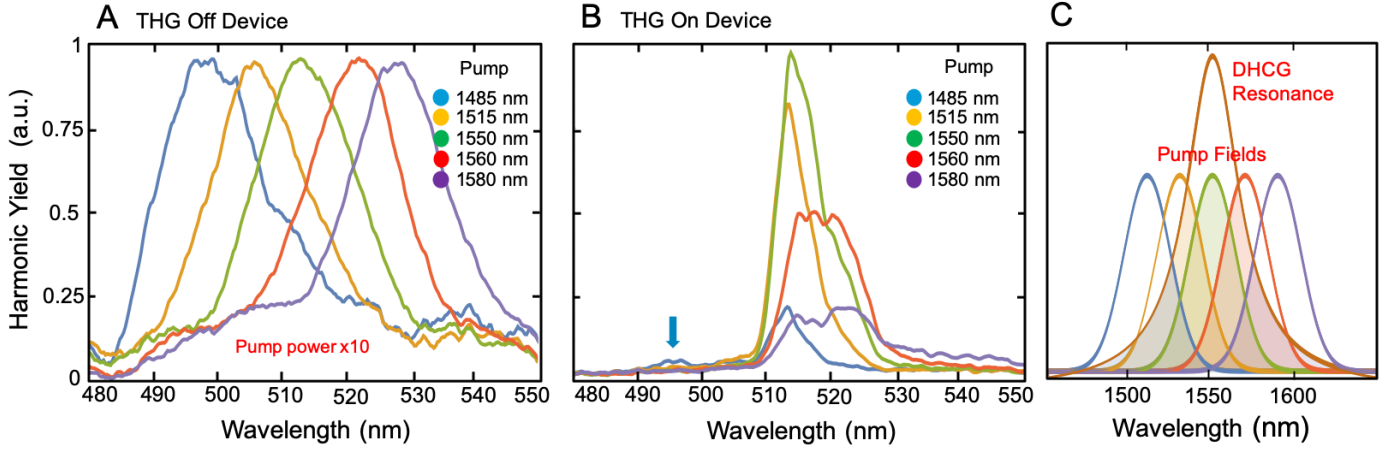 A THG Off Device
Harmonic Yield (a.u.)
1
0.75
0.5
0.25
0
Pump
1485 nm
1515 nm
1550 nm
1560 nm
1580 nm
Pump power x10
480 490 500 510 520 530 550
Wavelength (nm)
B THG On Device
Pump
1485 nm
1515 nm
1550 nm
1560 nm
1580 nm
480 490 500 510 520 530 550
Wavelength (nm)
C
DHCG
Resonance
Pump Fields
1500 1550 1600
Wavelength (nm)